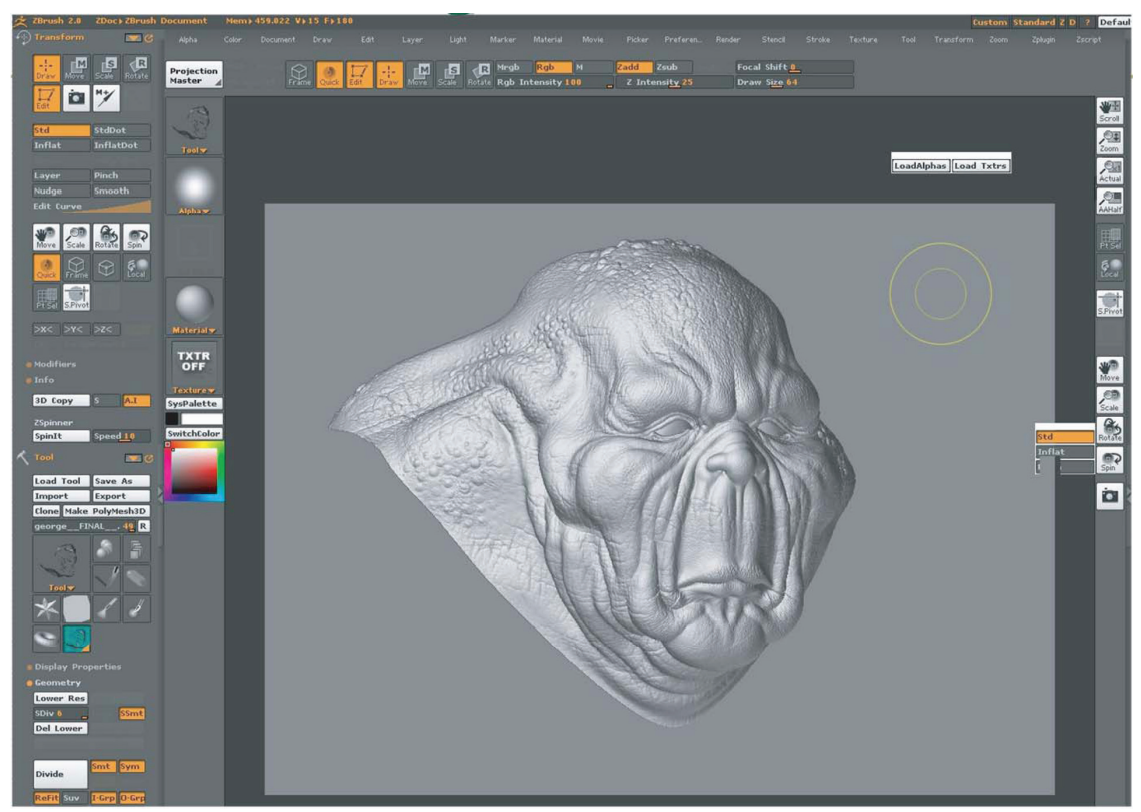 ZBrush 2.0 ZDoc▸ZBrush Document Mem▸459.022 V▸15 F▸180 Custom Standard Z D ? Defaul
Transform
Alpha Color Document Draw Edit Layer Light Marker Material Movie Picker Preferen.. Render Stencil Stroke Texture Tool Transform Zoom Zplugin Zscript
Draw Move Scale Rotate
Projection Master
Frame Quick Edit Draw Move Scale Rotate
Mrgb Rgb M Zadd Zsub Focal Shift 0
Rgb Intensity 100 Z Intensity 25 Draw Size 64
Edit M+
Std StdDot
Inflat InflatDot
Layer Pinch
Nudge Smooth
Edit Curve
Move Scale Rotate Spin
Quick Frame Local
Pt Sel S.Pivot
>X< >Y< >Z<
Modifiers
Info
3D Copy S A.I
ZSpinner
SpinIt Speed 10
Tool
Load Tool Save As
Import Export
Clone Make PolyMesh3D
george__FINAL__. 49 R
Tool
Display Properties
Geometry
Lower Res
SDiv 6 SSmt
Del Lower
Divide Smt Sym
ReFit Suv I-Grp O-Grp
Tool
Alpha
Material
TXTR OFF
Texture
SysPalette
SwitchColor
LoadAlphas Load Txtrs
Scroll
Zoom
Actual
AAHalf
Pt Sel
Local
S.Pivot
Move
Scale
Rotate
Spin
Std
Inflat